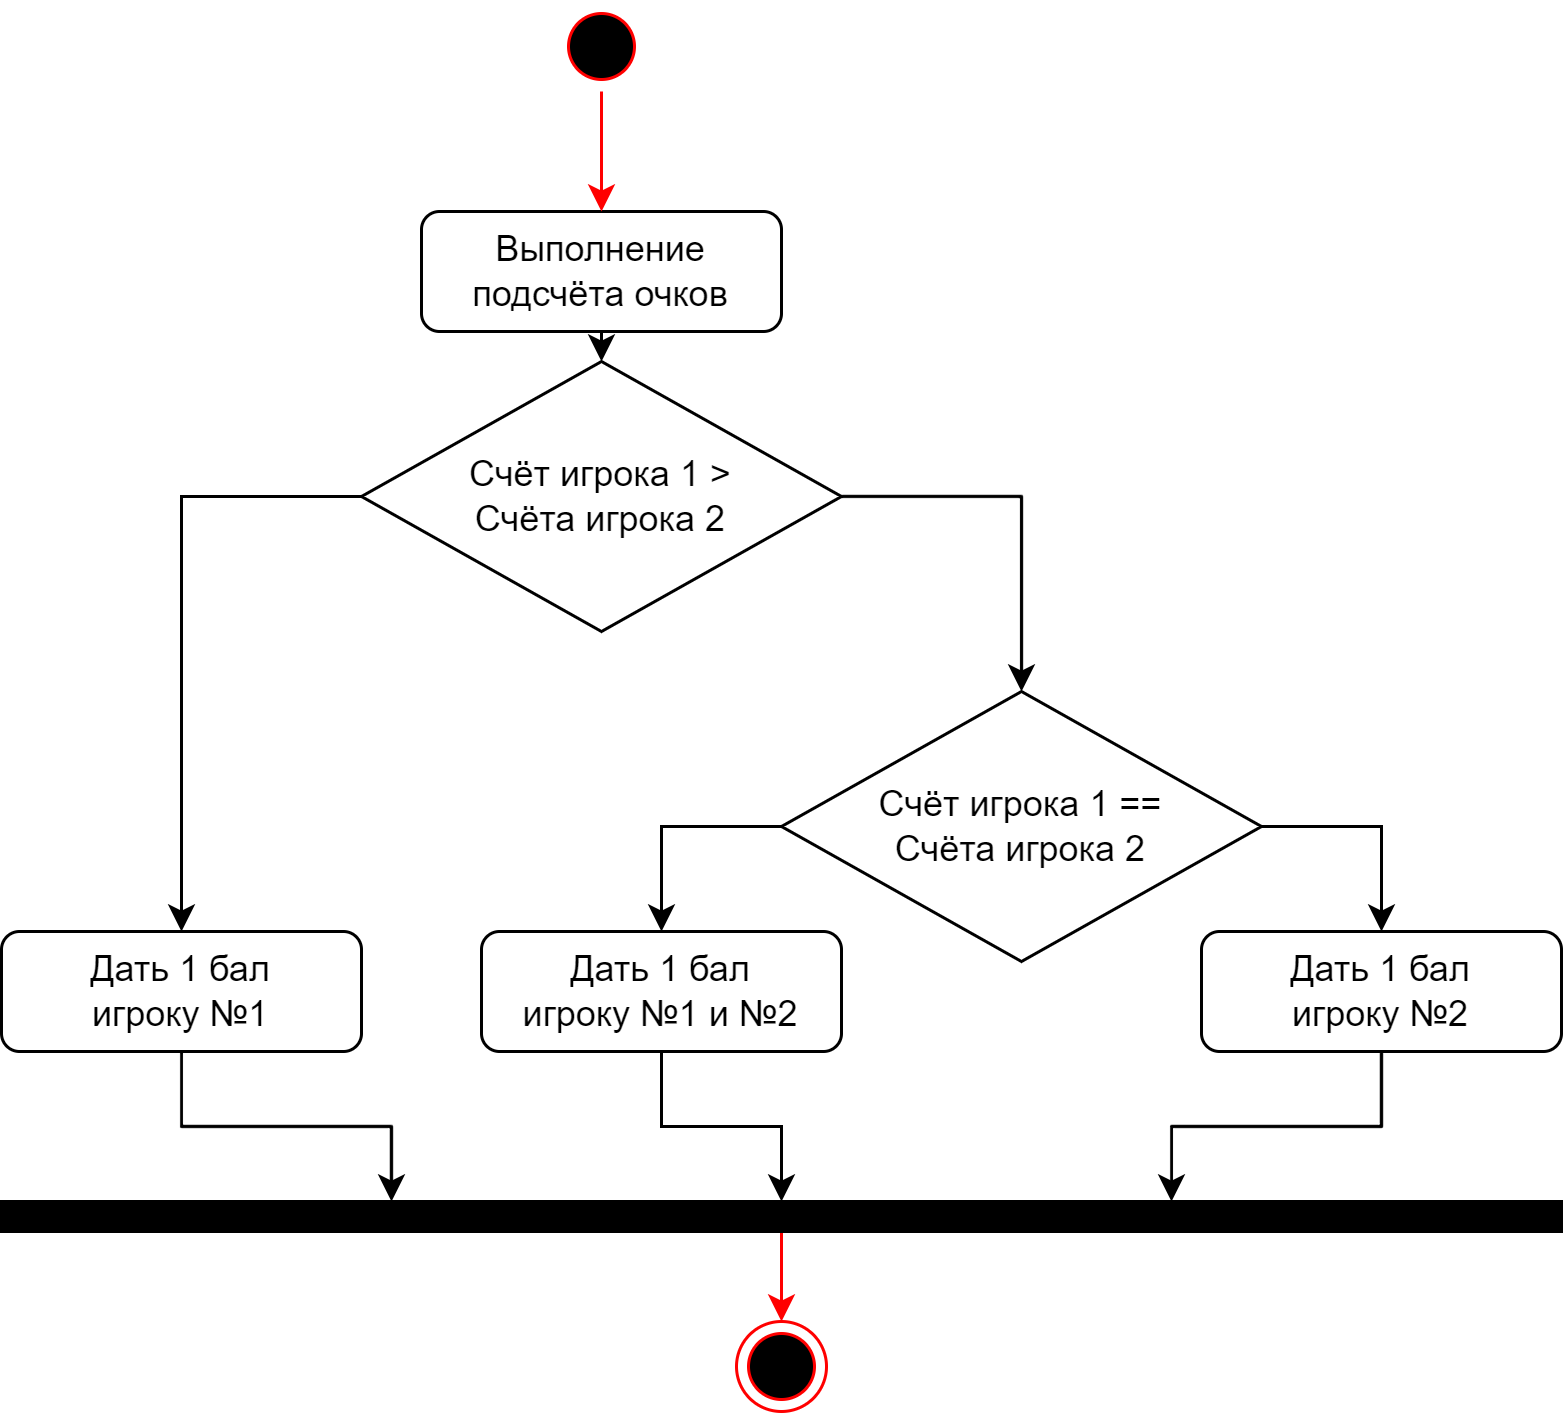 Выполнение
подсчёта очков
Счёт игрока 1 >
Счёта игрока 2
Счёт игрока 1 ==
Счёта игрока 2
Дать 1 бал
игроку №1
Дать 1 бал
игроку №1 и №2
Дать 1 бал
игроку №2